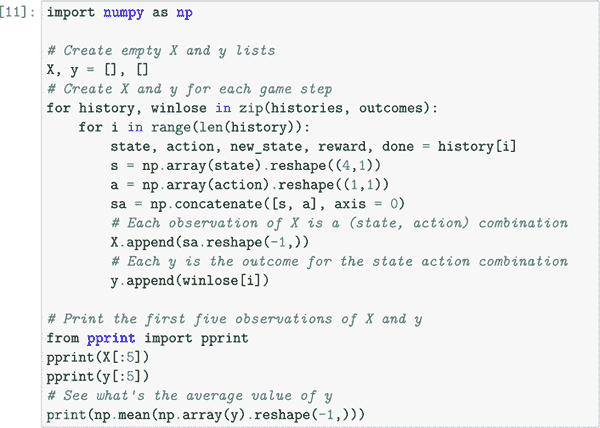 [11]: import numpy as np

# Create empty X and y lists
X, y = [], []
# Create X and y for each game step
for history, winlose in zip(histories, outcomes):
    for i in range(len(history)):
        state, action, new_state, reward, done = history[i]
        s = np.array(state).reshape((4,1))
        a = np.array(action).reshape((1,1))
        sa = np.concatenate([s, a], axis = 0)
        # Each observation of X is a (state, action) combination
        X.append(sa.reshape(-1,))
        # Each y is the outcome for the state action combination
        y.append(winlose[i])

# Print the first five observations of X and y
from pprint import pprint
pprint(X[:5])
pprint(y[:5])
# See what's the average value of y
print(np.mean(np.array(y).reshape(-1,)))